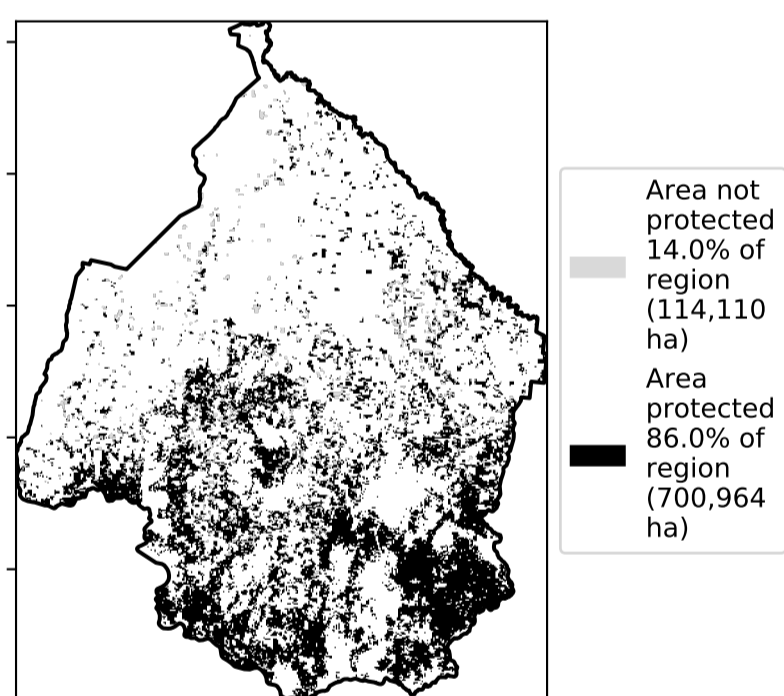 Area not
protected
14.0% of
region
(114,110
ha)
Area
protected
86.0% of
region
(700,964
ha)